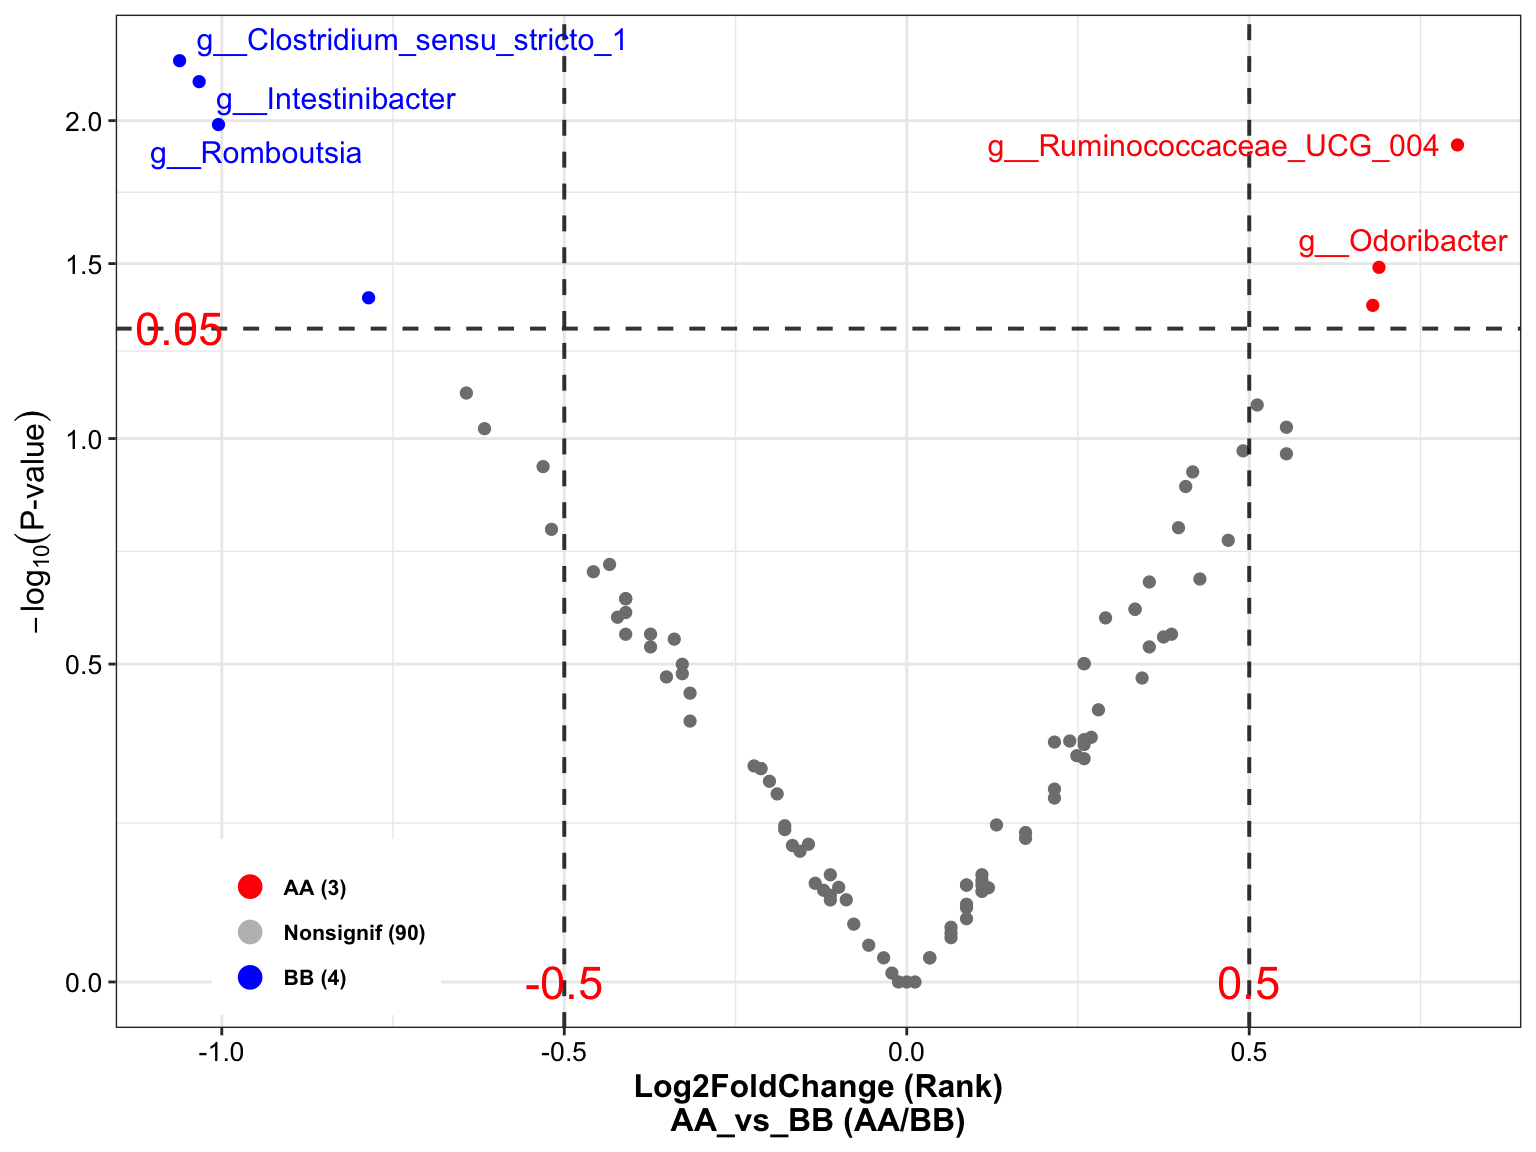 g__Clostridium_sensu_stricto_1
g__Intestinibacter
g__Romboutsia
g__Ruminococcaceae_UCG_004
g__Odoribacter
0.05
−log10(P-value)
2.0
1.5
1.0
0.5
0.0
AA (3)
Nonsignif (90)
BB (4)
-0.5
0.5
-1.0
-0.5
0.0
0.5
Log2FoldChange (Rank)
AA_vs_BB (AA/BB)